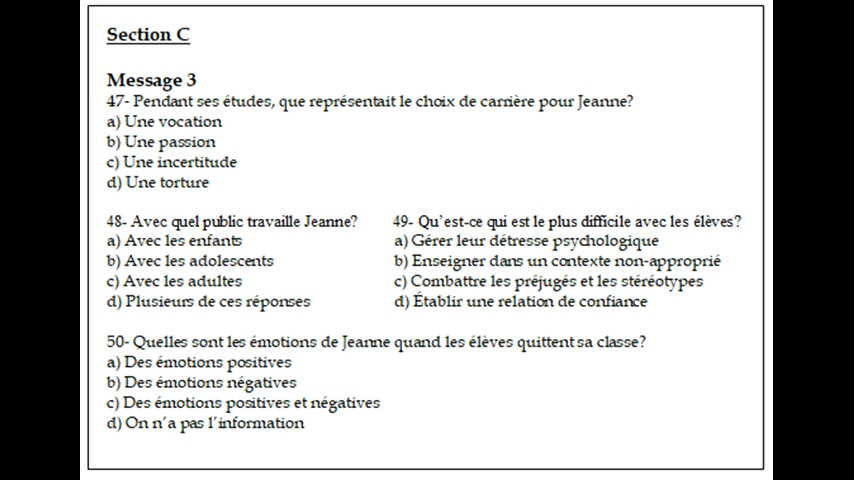 Section C
Message 3
47- Pendant ses études, que représentait le choix de carrière pour Jeanne?
a) Une vocation
b) Une passion
c) Une incertitude
d) Une torture
48- Avec quel public travaille Jeanne?
a) Avec les enfants
b) Avec les adolescents
c) Avec les adultes
d) Plusieurs de ces réponses
49- Qu'est-ce qui est le plus difficile avec les élèves?
a) Gérer leur détresse psychologique
b) Enseigner dans un contexte non-approprié
c) Combattre les préjugés et les stéréotypes
d) Établir une relation de confiance
50- Quelles sont les émotions de Jeanne quand les élèves quittent sa classe?
a) Des émotions positives
b) Des émotions négatives
c) Des émotions positives et négatives
d) On n'a pas l'information